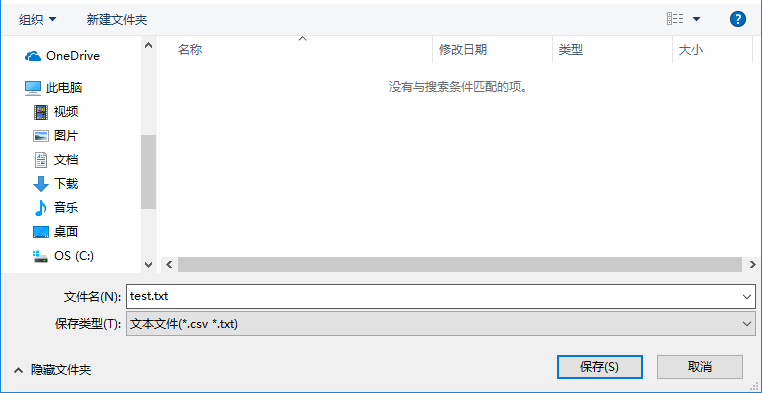 组织 新建文件夹 ?
OneDrive
此电脑
视频
图片
文档
下载
音乐
桌面
OS (C:)
名称 修改日期 类型 大小
没有与搜索条件匹配的项。
文件名(N): test.txt
保存类型(T): 文本文件(*.csv *.txt)
隐藏文件夹 保存(S) 取消